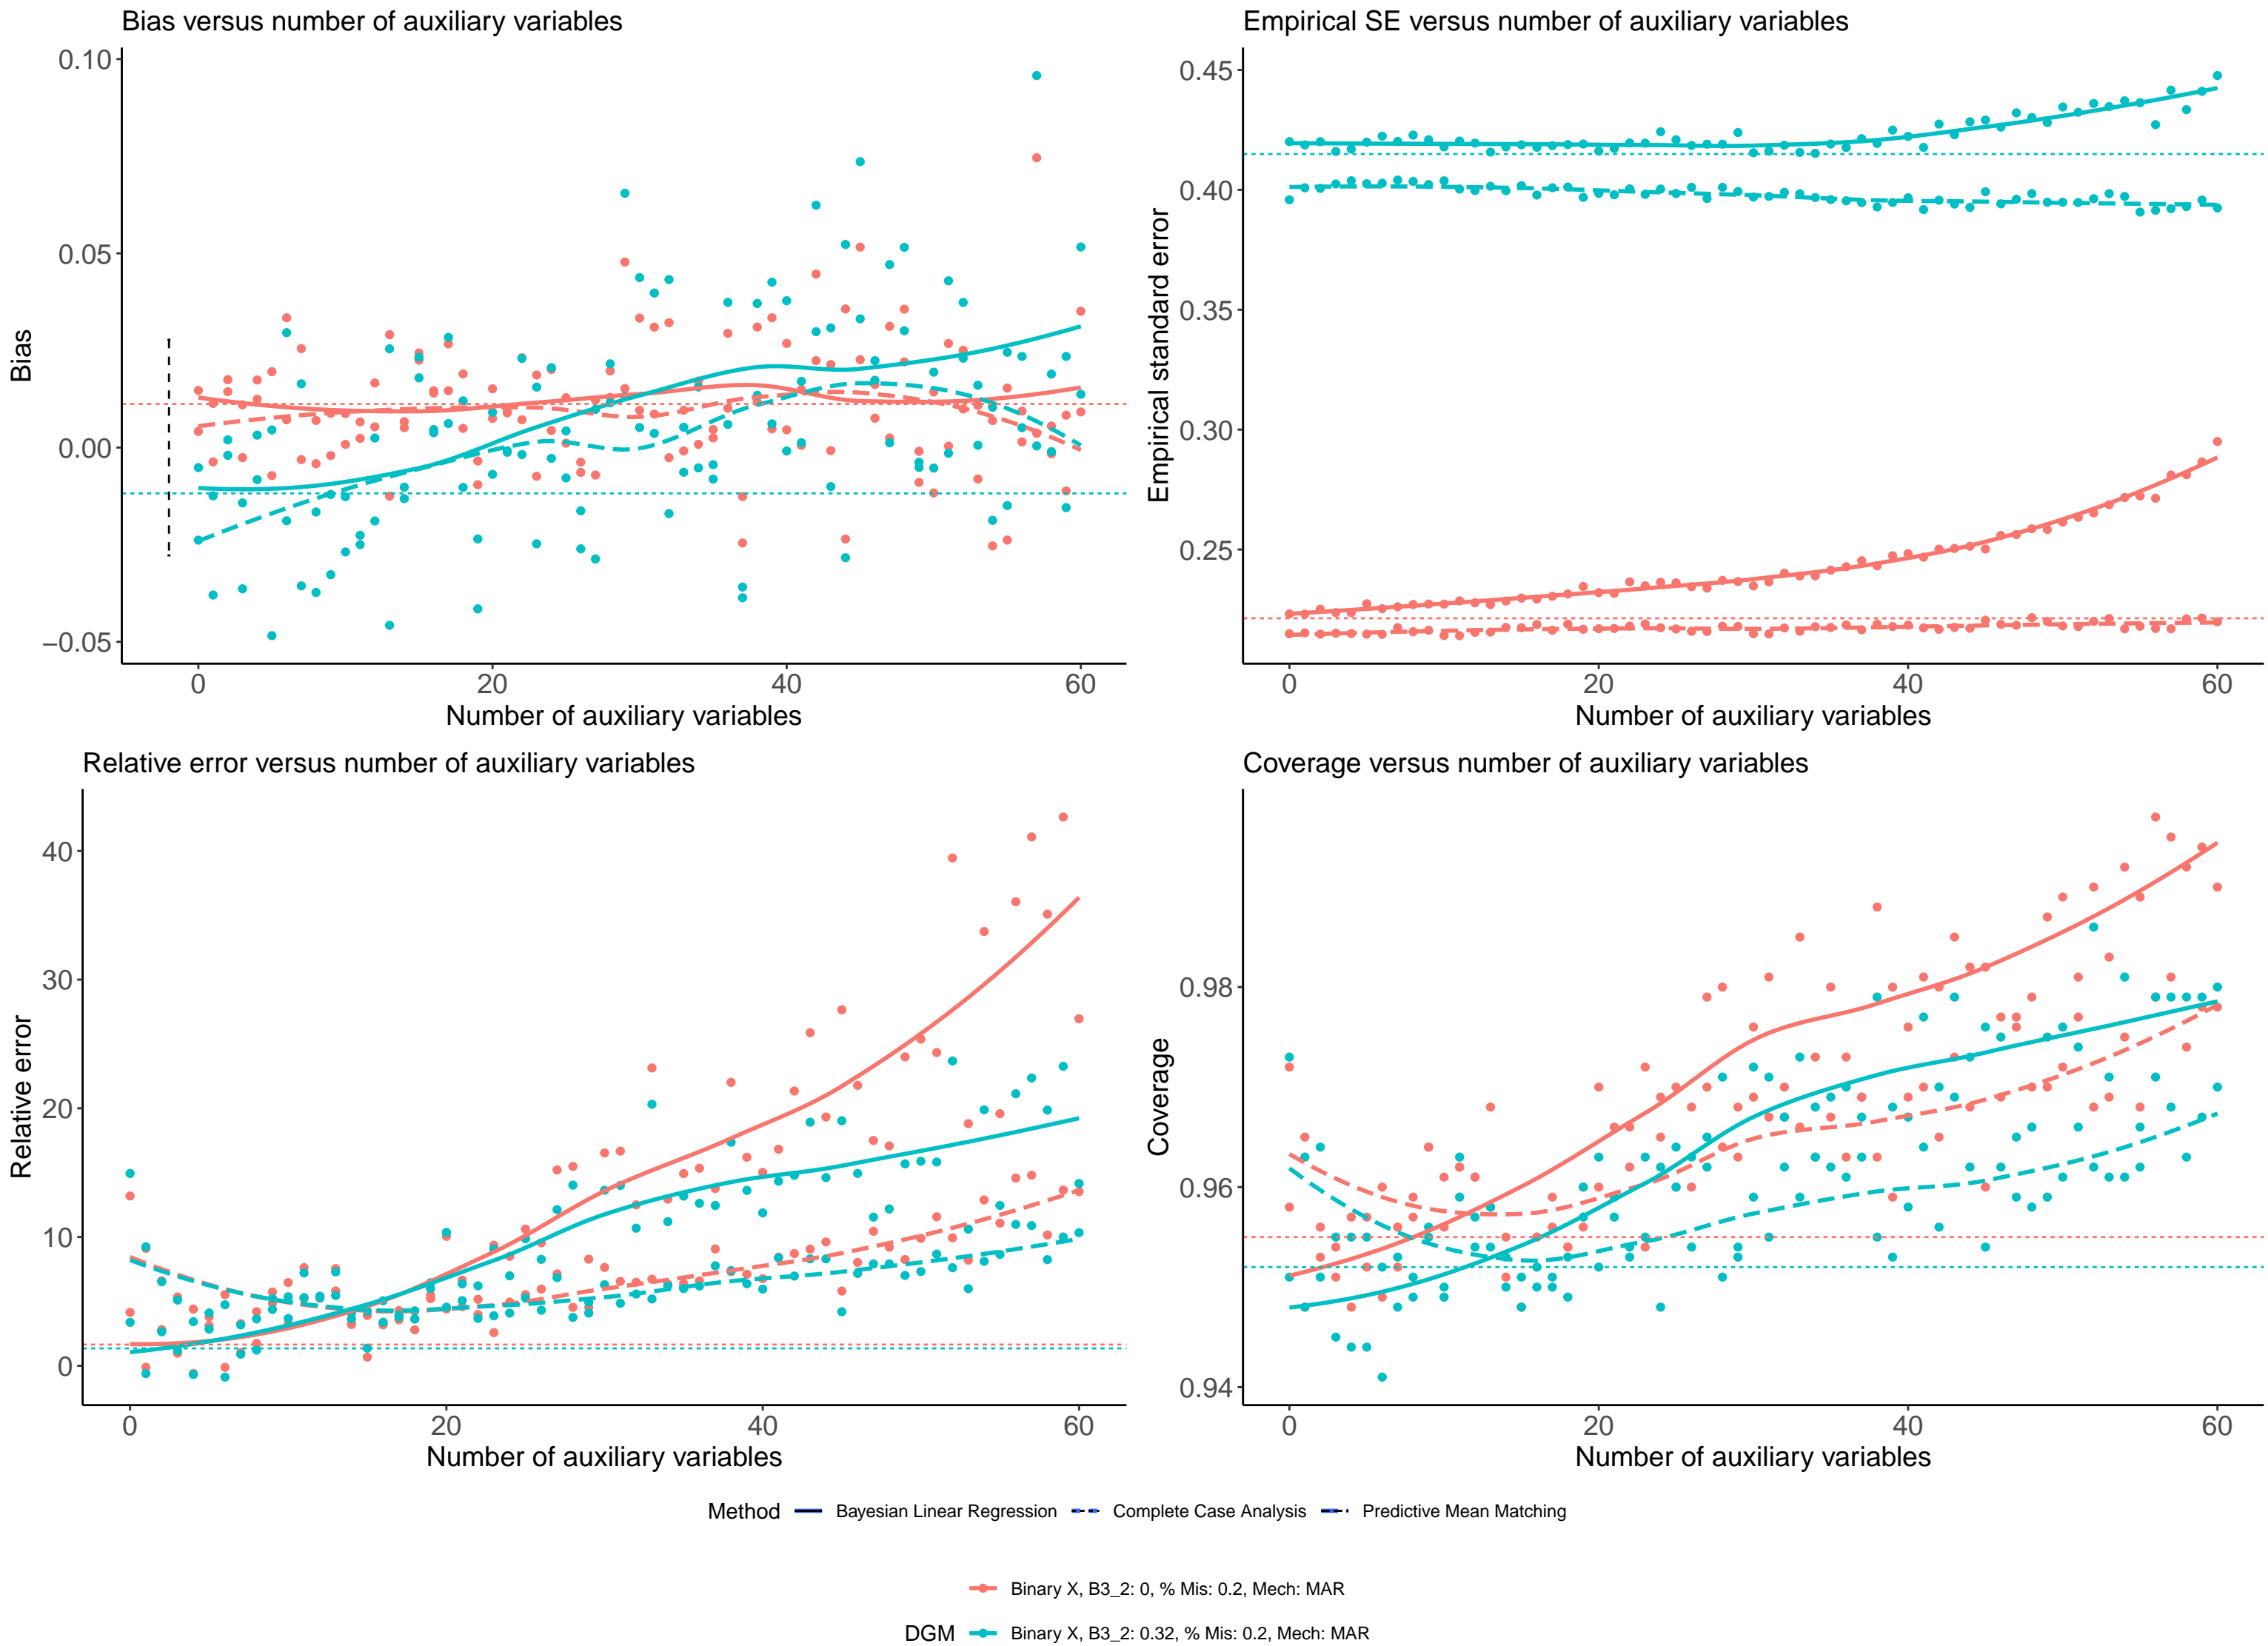 Bias versus number of auxiliary variables
0.10
0.05
0.00
−0.05
Bias
0 20 40 60
Number of auxiliary variables
Empirical SE versus number of auxiliary variables
0.45
0.40
0.35
0.30
0.25
Empirical standard error
0 20 40 60
Number of auxiliary variables
Relative error versus number of auxiliary variables
40
30
20
10
0
Relative error
0 20 40 60
Number of auxiliary variables
Coverage versus number of auxiliary variables
0.98
0.96
0.94
Coverage
0 20 40 60
Number of auxiliary variables
Method Bayesian Linear Regression Complete Case Analysis Predictive Mean Matching
Binary X, B3_2: 0, % Mis: 0.2, Mech: MAR
DGM Binary X, B3_2: 0.32, % Mis: 0.2, Mech: MAR